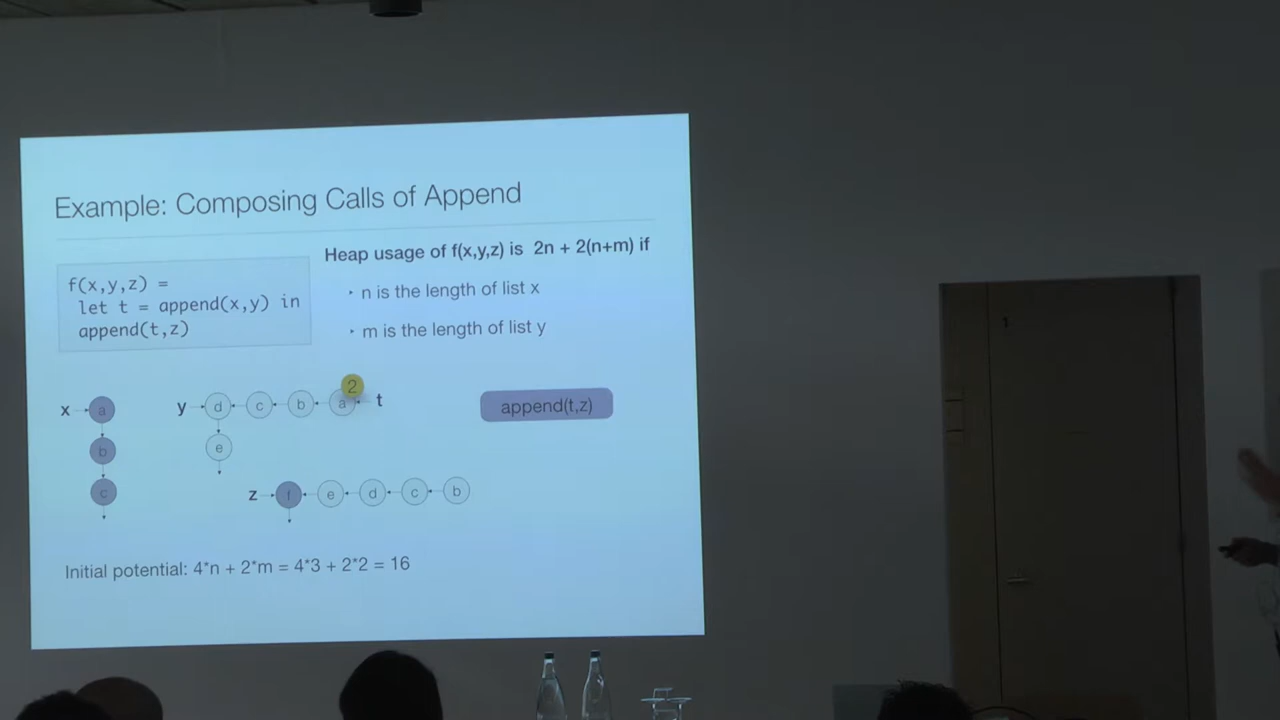 Example: Composing Calls of Append
Heap usage of f(x,y,z) is 2n + 2(n+m) if
f(x,y,z) =
let t = append(x,y) in
append(t,z)
‣ n is the length of list x
‣ m is the length of list y
2
x a y d c b a t
append(t,z)
b e
c z f e d c b
Initial potential: 4*n + 2*m = 4*3 + 2*2 = 16